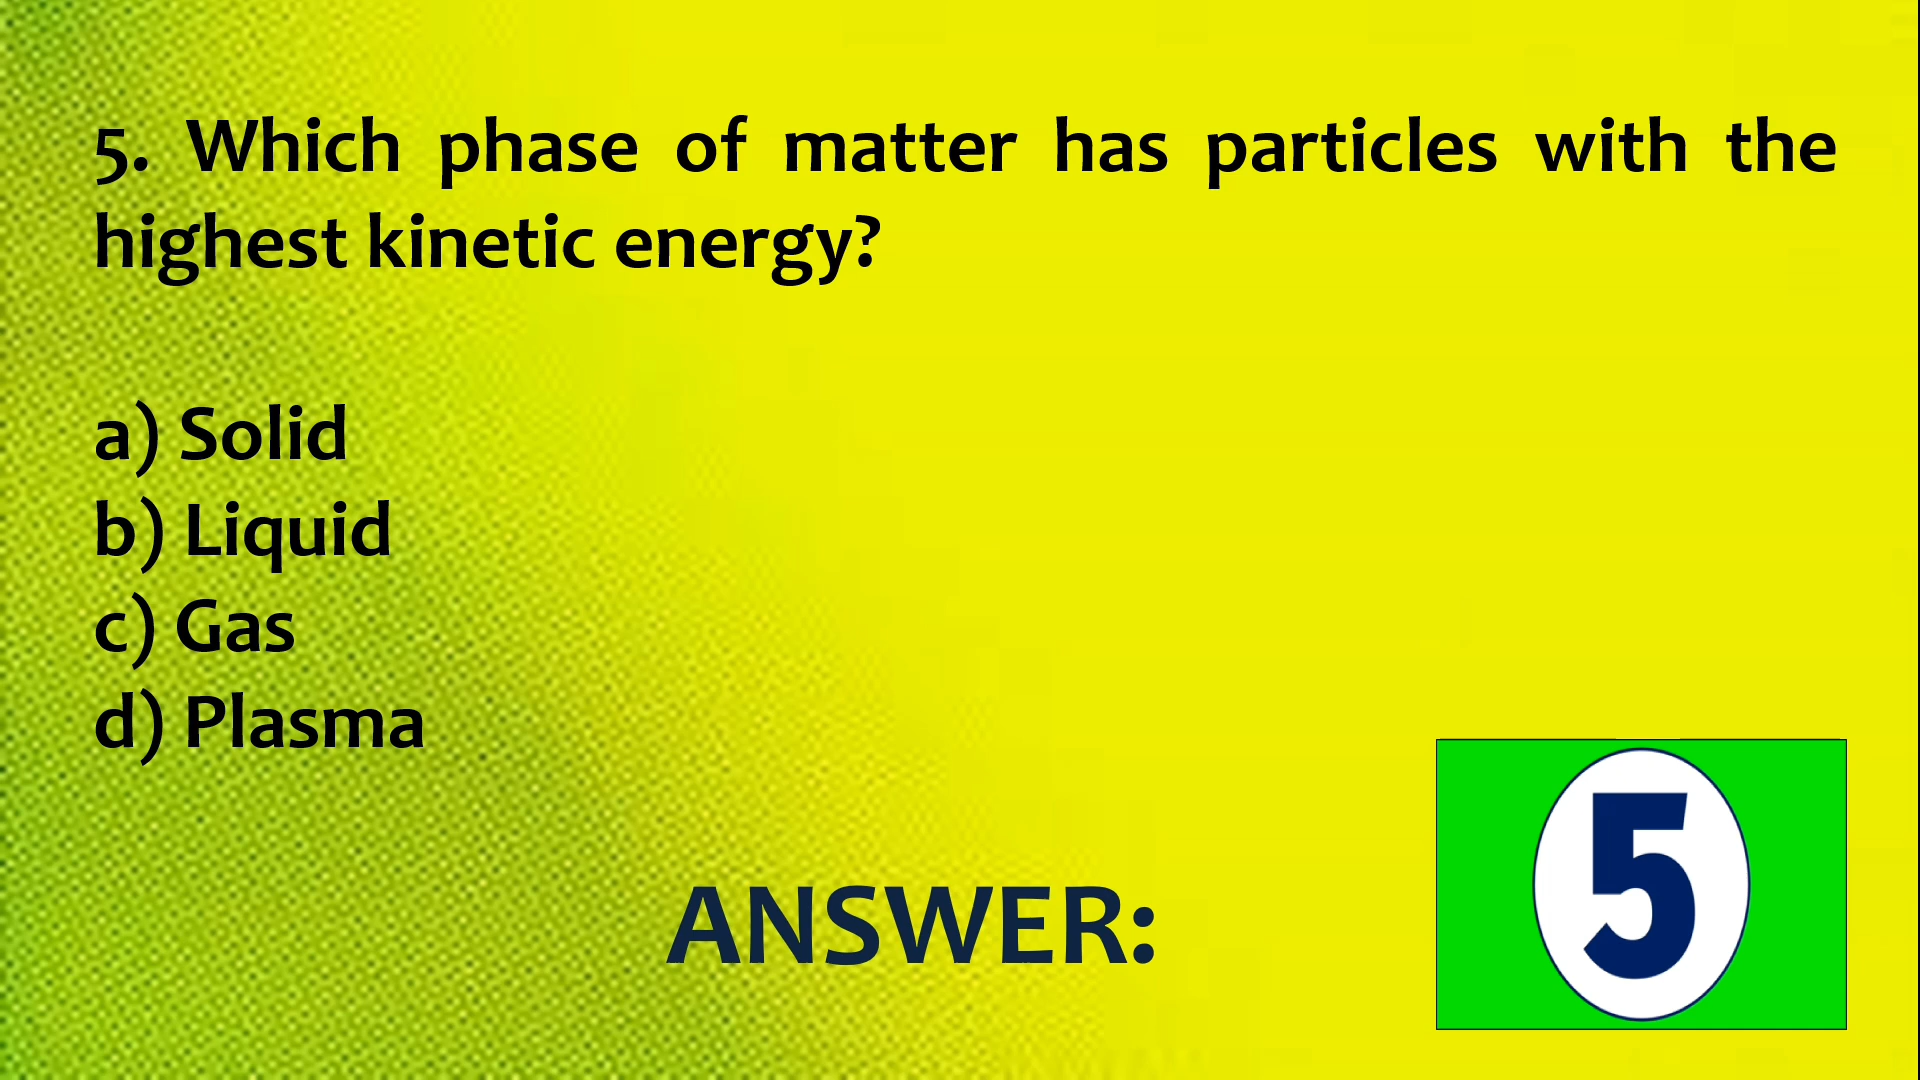 5. Which phase of matter has particles with the
highest kinetic energy?
a) Solid
b) Liquid
c) Gas
d) Plasma
ANSWER:
5